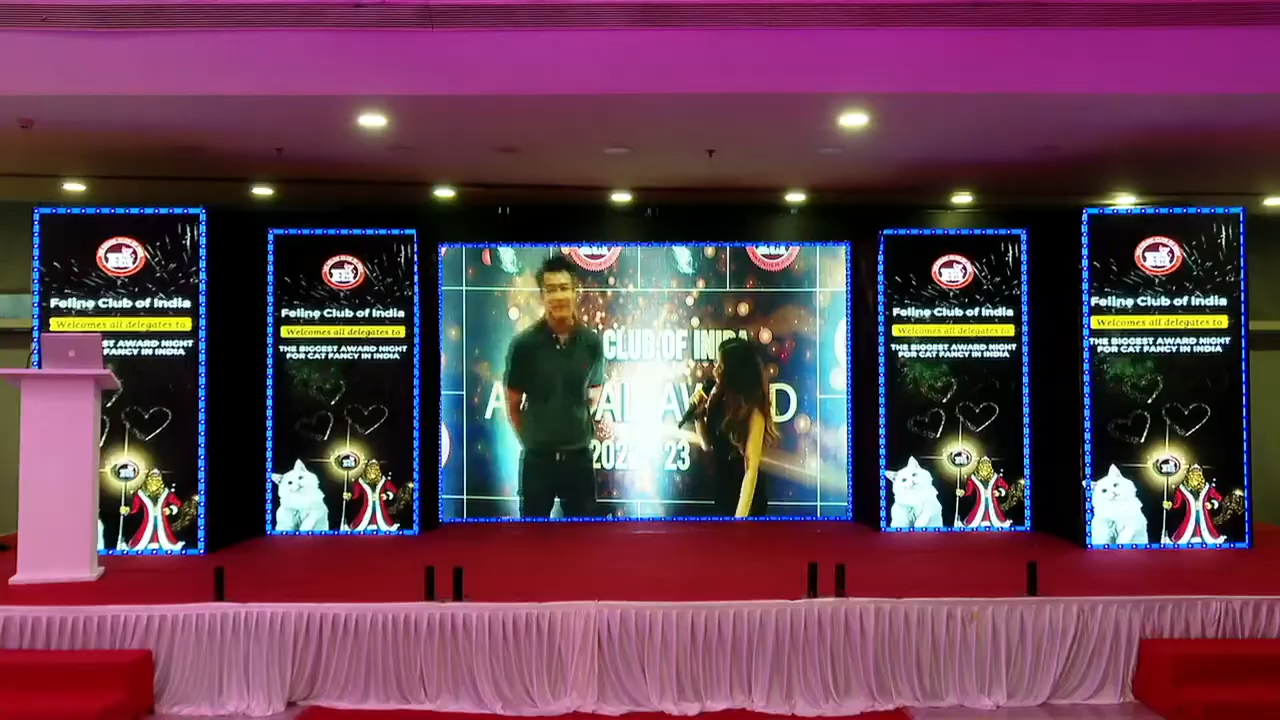 Feline Club of India
Welcomes all delegates to
THE BIGGEST AWARD NIGHT
FOR CAT FANCY IN INDIA
Feline Club of India
Welcomes all delegates to
THE BIGGEST AWARD NIGHT
FOR CAT FANCY IN INDIA
CLUB OF
2022 23
Feline Club of India
Welcomes all delegates to
THE BIGGEST AWARD NIGHT
FOR CAT FANCY IN INDIA
Feline Club of India
Welcomes all delegates to
THE BIGGEST AWARD NIGHT
FOR CAT FANCY IN INDIA